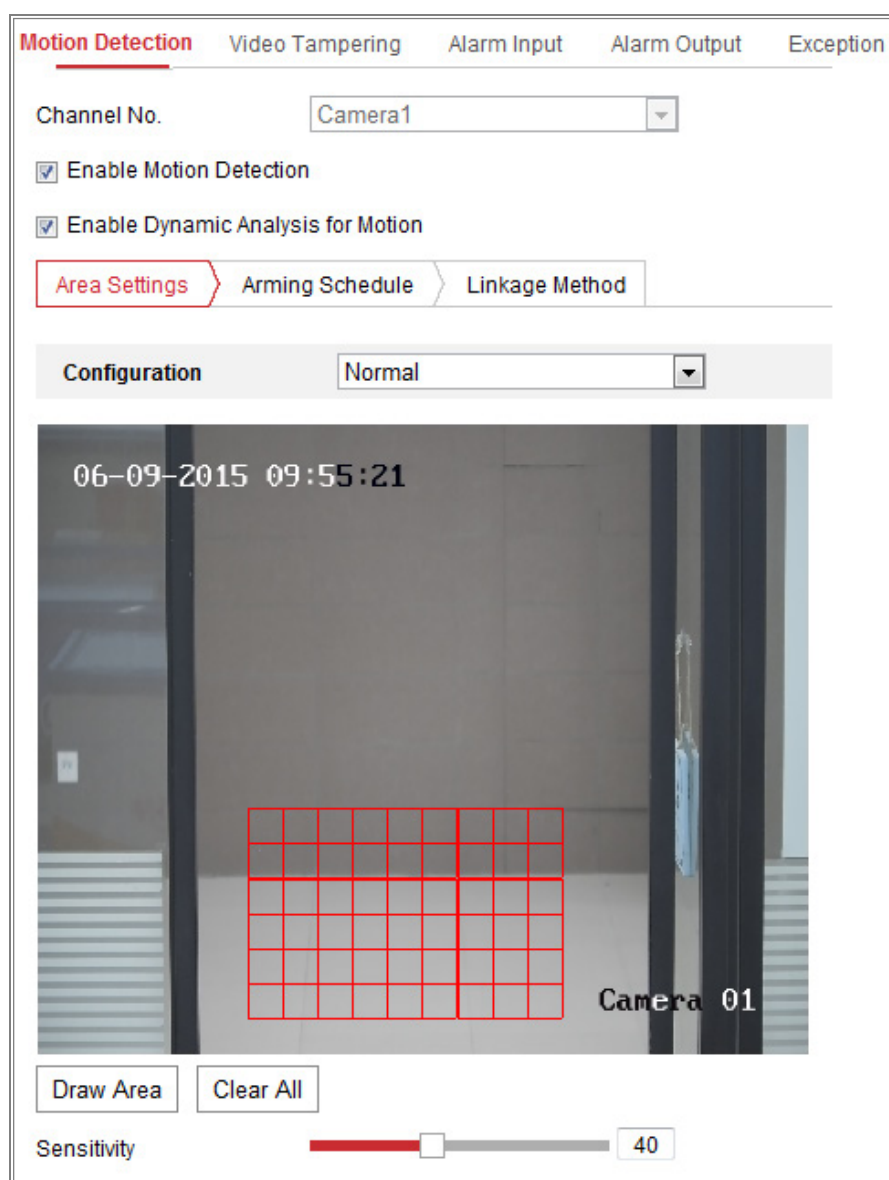 Motion Detection Video Tampering Alarm Input Alarm Output Exception
Channel No. Camera1
Enable Motion Detection
Enable Dynamic Analysis for Motion
Area Settings Arming Schedule Linkage Method
Configuration Normal
06-09-2015 09:55:21
Camera 01
Draw Area Clear All
Sensitivity 40